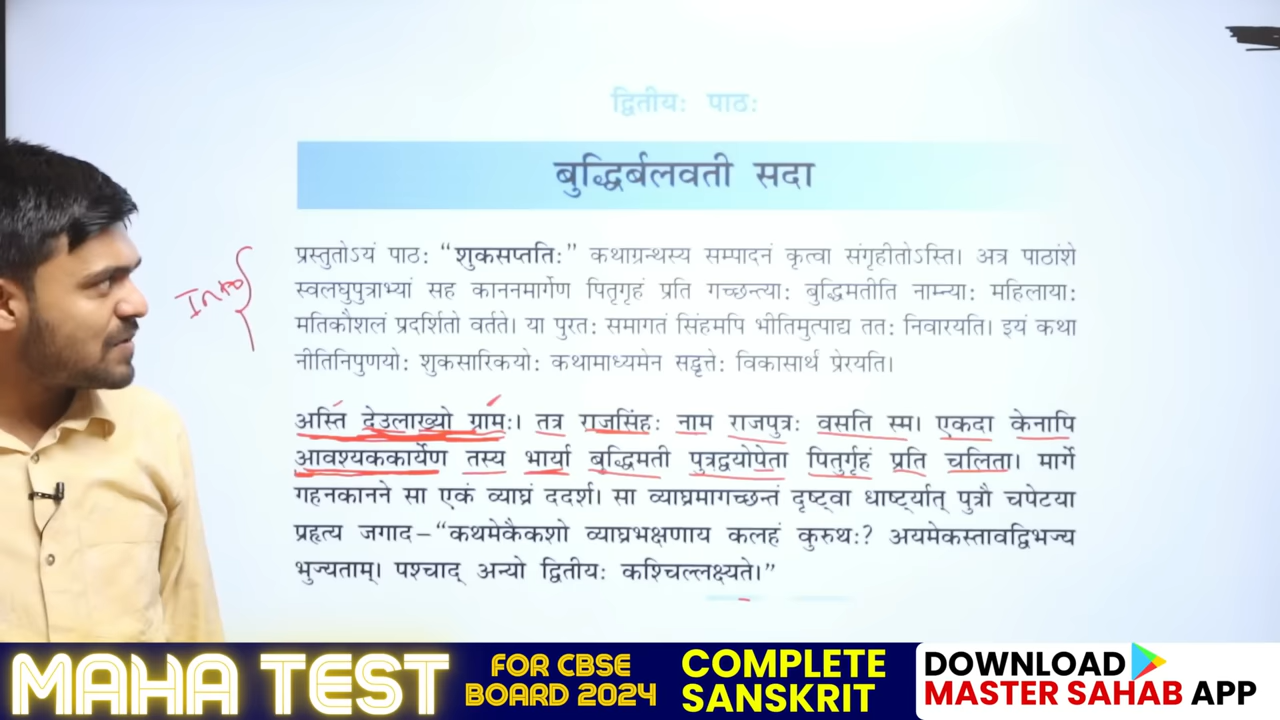 द्वितीयः पाठः
बुद्धिर्बलवती सदा
प्रस्तुतोऽयं पाठः “शुकसप्ततिः” कथाग्रन्थस्य सम्पादनं कृत्वा संगृहीतोऽस्ति। अत्र पाठांशे
स्वलघुपुत्राभ्यां सह काननमार्गेण पितृगृहं प्रति गच्छन्त्याः बुद्धिमतीति नाम्न्याः महिलायाः
मतिकौशलं प्रदर्शितो वर्तते। या पुरतः समागतं सिंहमपि भीतिमुत्पाद्य ततः निवारयति। इयं कथा
नीतिनिपुणयोः शुकसारिकयोः कथामाध्यमेन सद्वृत्तेः विकासार्थ प्रेरयति।
Intro
अस्ति देउलाख्यो ग्रामः। तत्र राजसिंहः नाम राजपुत्रः वसति स्म। एकदा केनापि
आवश्यककार्येण तस्य भार्या बुद्धिमती पुत्रद्वयोपेता पितुर्गृहं प्रति चलिता। मार्गे
गहनकानने सा एकं व्याघ्रं ददर्श। सा व्याघ्रमागच्छन्तं दृष्ट्वा धाष्ट्र्यात् पुत्रौ चपेटया
प्रहृत्य जगाद–“कथमेकैकशो व्याघ्रभक्षणाय कलहं कुरुथः? अयमेकस्तावद्विभज्य
भुज्यताम्। पश्चाद् अन्यो द्वितीयः कश्चिल्लक्ष्यते।”
MAHA TEST
FOR CBSE
BOARD 2024
COMPLETE
SANSKRIT
DOWNLOAD
MASTER SAHAB APP